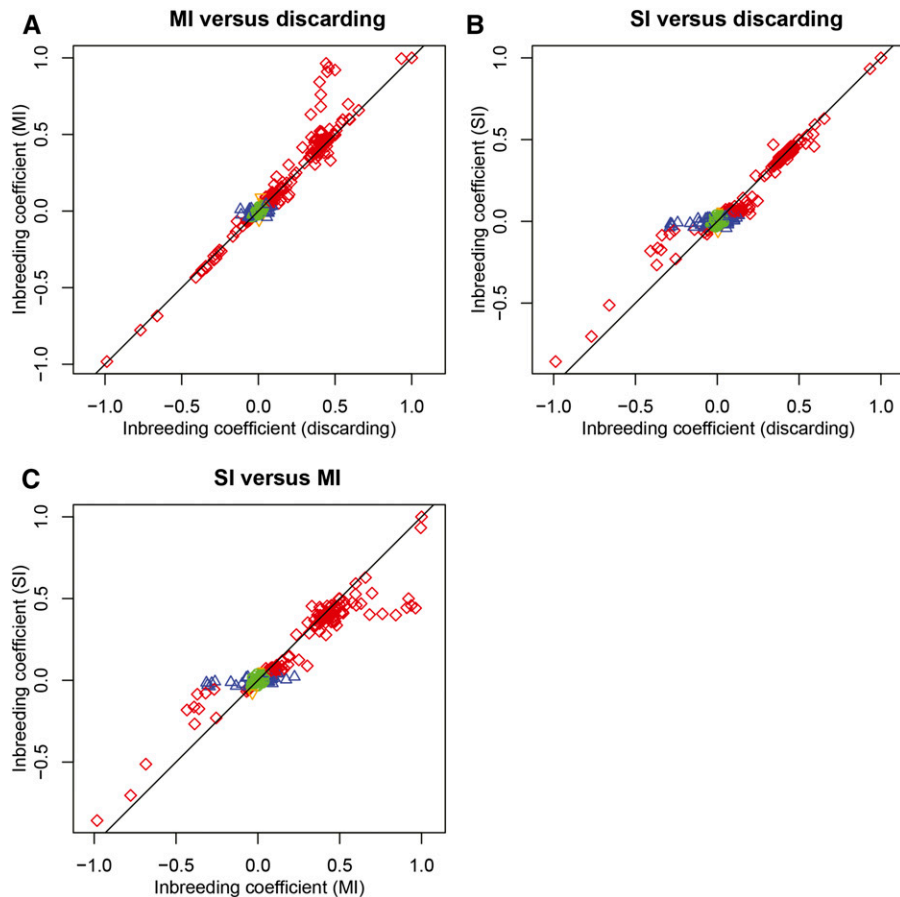 A
MI versus discarding
Inbreeding coefficient (MI)
1.0
0.5
0.0
−0.5
−1.0
−1.0 −0.5 0.0 0.5 1.0
Inbreeding coefficient (discarding)
B
SI versus discarding
Inbreeding coefficient (SI)
1.0
0.5
0.0
−0.5
−1.0 −0.5 0.0 0.5 1.0
Inbreeding coefficient (discarding)
C
SI versus MI
Inbreeding coefficient (SI)
1.0
0.5
0.0
−0.5
−1.0 −0.5 0.0 0.5 1.0
Inbreeding coefficient (MI)